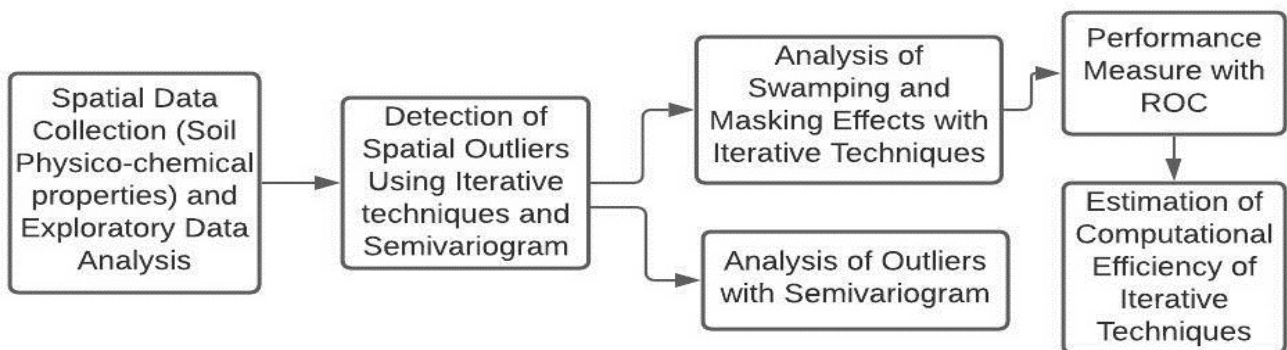 Spatial Data
Collection (Soil
Physico-chemical
properties) and
Exploratory Data
Analysis
Detection of
Spatial Outliers
Using Iterative
techniques and
Semivariogram
Analysis of
Swamping and
Masking Effects with
Iterative Techniques
Analysis of Outliers
with Semivariogram
Performance
Measure with
ROC
Estimation of
Computational
Efficiency of
Iterative
Techniques